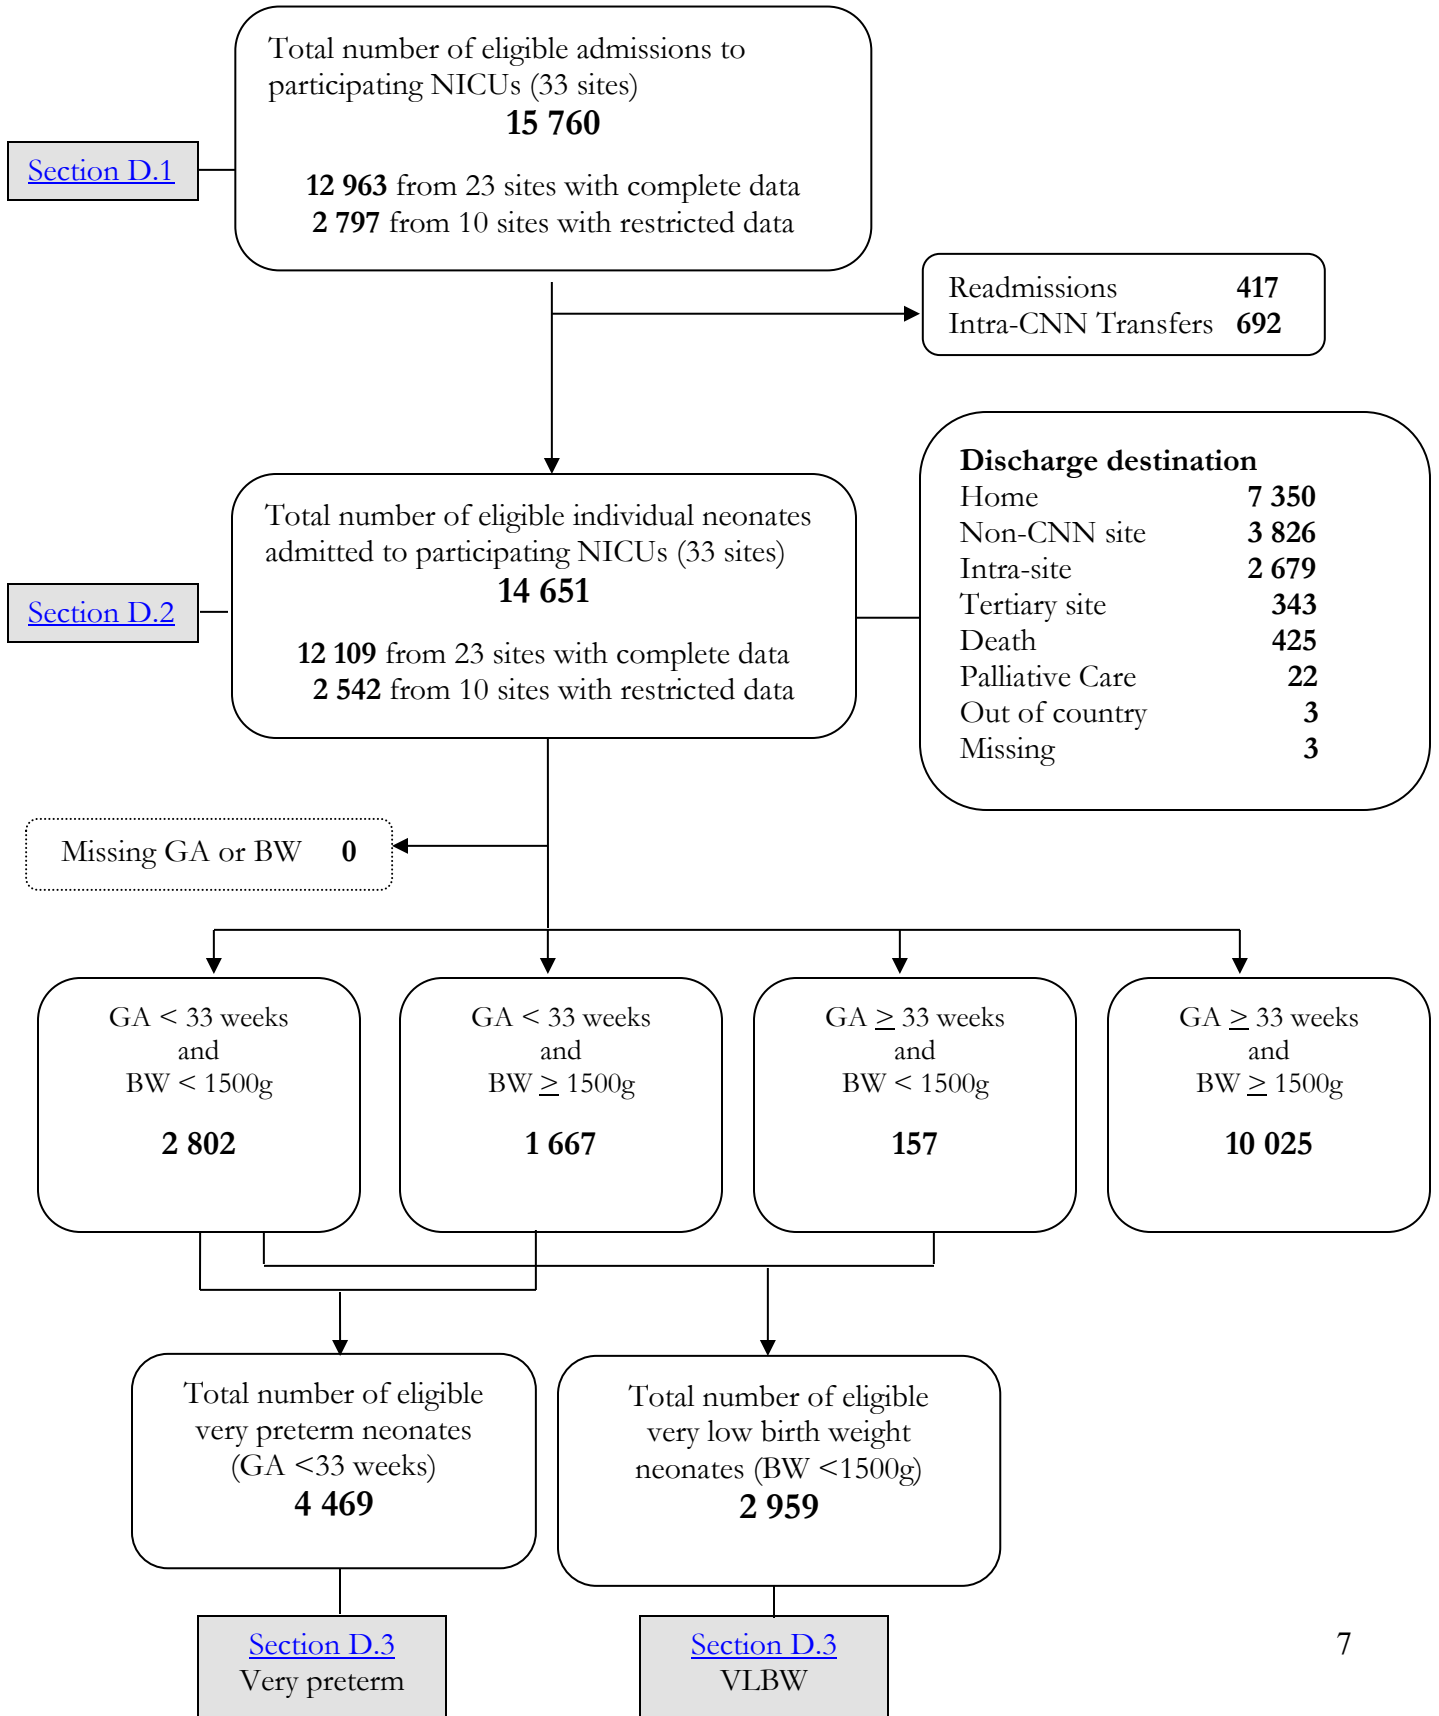 Total number of eligible admissions to
participating NICUs (33 sites)
15 760
12 963 from 23 sites with complete data
2 797 from 10 sites with restricted data
Section D.1
Readmissions 417
Intra-CNN Transfers 692
Total number of eligible individual neonates
admitted to participating NICUs (33 sites)
14 651
12 109 from 23 sites with complete data
2 542 from 10 sites with restricted data
Section D.2
Discharge destination
Home 7 350
Non-CNN site 3 826
Intra-site 2 679
Tertiary site 343
Death 425
Palliative Care 22
Out of country 3
Missing 3
Missing GA or BW 0
GA < 33 weeks
and
BW < 1500g
2 802
GA < 33 weeks
and
BW ≥ 1500g
1 667
GA ≥ 33 weeks
and
BW < 1500g
157
GA ≥ 33 weeks
and
BW ≥ 1500g
10 025
Total number of eligible
very preterm neonates
(GA <33 weeks)
4 469
Total number of eligible
very low birth weight
neonates (BW <1500g)
2 959
Section D.3
Very preterm
Section D.3
VLBW
7